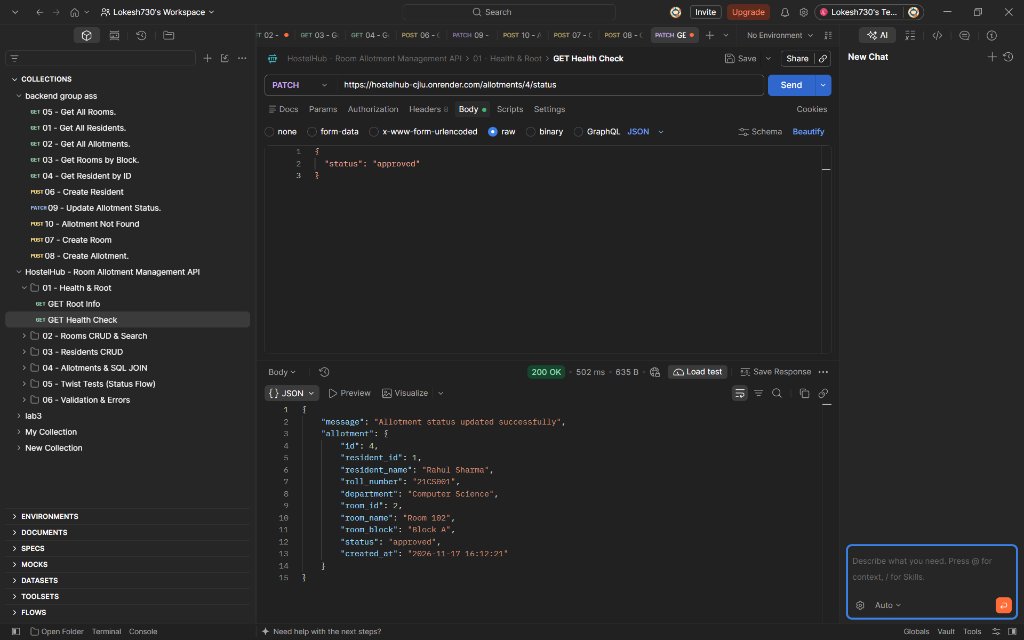 Lokesh730's Workspace
Search
Invite
Upgrade
Lokesh730's Te...
02 -
GET 03 - G
GET 04 - G
POST 06 -
PATCH 09 -
POST 10 - /
POST 07 - C
POST 08 -
PATCH GE
No Environment
AI
New Chat
COLLECTIONS
backend group ass
GET 05 - Get All Rooms.
GET 01 - Get All Residents.
GET 02 - Get All Allotments.
GET 03 - Get Rooms by Block.
GET 04 - Get Resident by ID
POST 06 - Create Resident
PATCH 09 - Update Allotment Status.
POST 10 - Allotment Not Found
POST 07 - Create Room
POST 08 - Create Allotment.
HostelHub - Room Allotment Management API
01 - Health & Root
GET GET Root Info
GET GET Health Check
02 - Rooms CRUD & Search
03 - Residents CRUD
04 - Allotments & SQL JOIN
05 - Twist Tests (Status Flow)
06 - Validation & Errors
lab3
My Collection
New Collection
ENVIRONMENTS
DOCUMENTS
SPECS
MOCKS
DATASETS
TOOLSETS
FLOWS
HostelHub - Room Allotment Management API > 01 - Health & Root > GET Health Check
Save
Share
PATCH
https://hostelhub-cjiu.onrender.com/allotments/4/status
Send
Docs Params Authorization Headers 8 Body Scripts Settings
Cookies
none form-data x-www-form-urlencoded raw binary GraphQL JSON
Schema Beautify
1 {
2 "status": "approved"
3 }
Body
200 OK • 502 ms • 635 B
Load test
Save Response
{} JSON Preview Visualize
1 {
2 "message": "Allotment status updated successfully",
3 "allotment": {
4 "id": 4,
5 "resident_id": 1,
6 "resident_name": "Rahul Sharma",
7 "roll_number": "21CS001",
8 "department": "Computer Science",
9 "room_id": 2,
10 "room_name": "Room 102",
11 "room_block": "Block A",
12 "status": "approved",
13 "created_at": "2026-11-17 16:12:21"
14 }
15 }
Describe what you need. Press @ for
context, / for Skills.
Auto
Open Folder Terminal Console
Need help with the next steps?
Globals Vault Tools